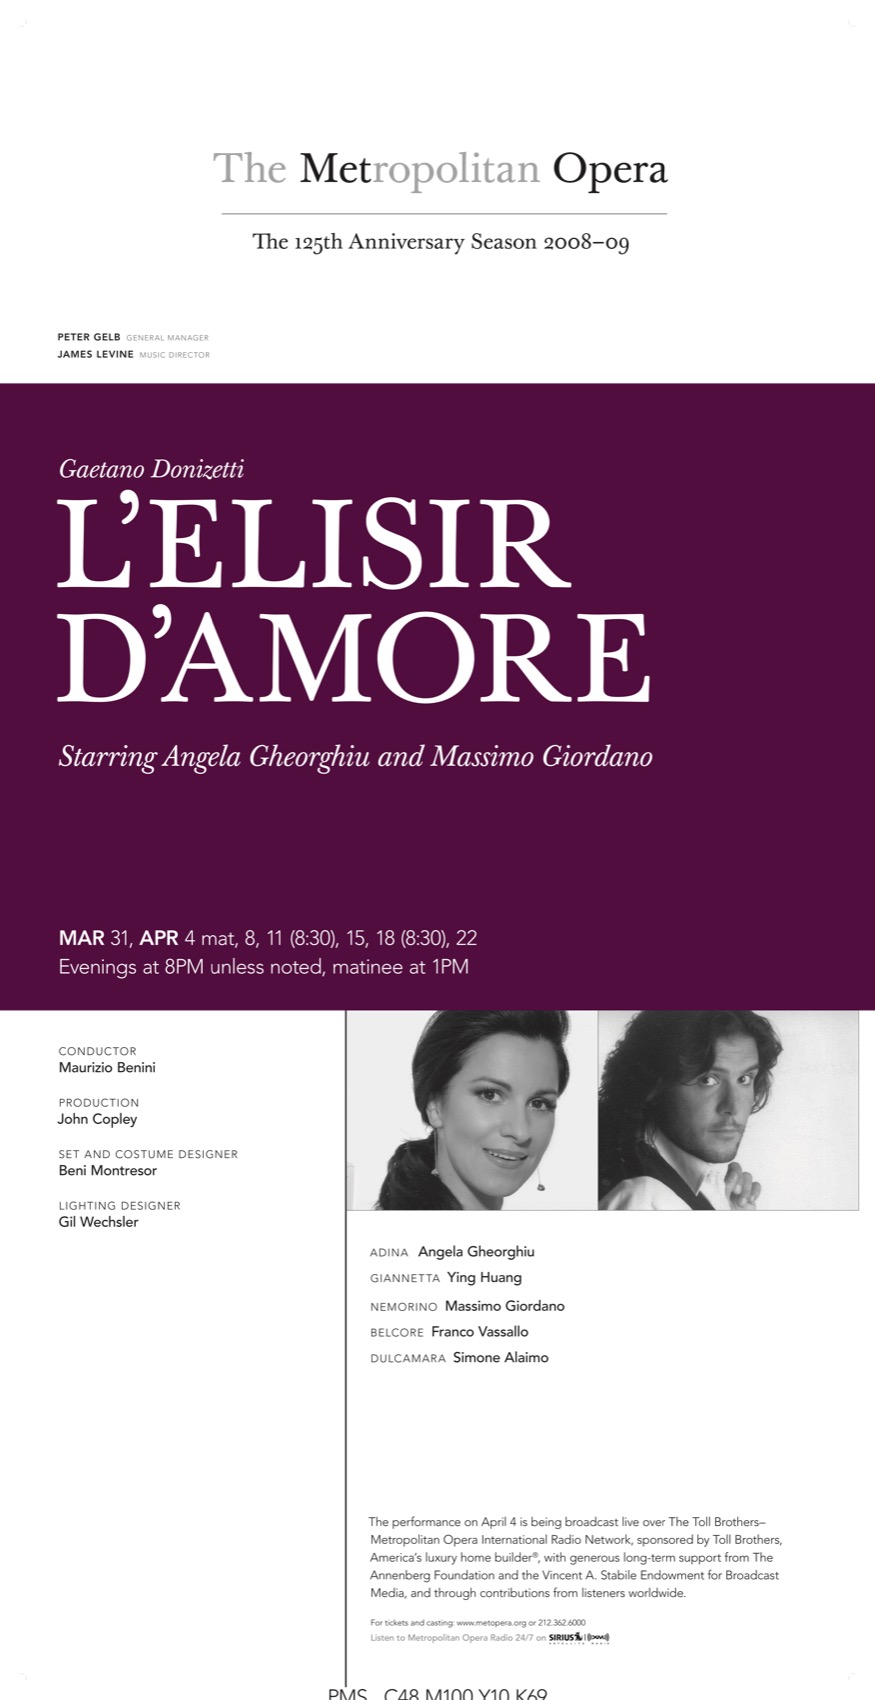 The Metropolitan Opera
The 125th Anniversary Season 2008–09
PETER GELB GENERAL MANAGER
JAMES LEVINE MUSIC DIRECTOR
Gaetano Donizetti
L’ELISIR
D’AMORE
Starring Angela Gheorghiu and Massimo Giordano
MAR 31, APR 4 mat, 8, 11 (8:30), 15, 18 (8:30), 22
Evenings at 8PM unless noted, matinee at 1PM
CONDUCTOR
Maurizio Benini
PRODUCTION
John Copley
SET AND COSTUME DESIGNER
Beni Montresor
LIGHTING DESIGNER
Gil Wechsler
ADINA Angela Gheorghiu
GIANNETTA Ying Huang
NEMORINO Massimo Giordano
BELCORE Franco Vassallo
DULCAMARA Simone Alaimo
The performance on April 4 is being broadcast live over The Toll Brothers–
Metropolitan Opera International Radio Network, sponsored by Toll Brothers,
America’s luxury home builder®, with generous long-term support from The
Annenberg Foundation and the Vincent A. Stabile Endowment for Broadcast
Media, and through contributions from listeners worldwide.
For tickets and casting: www.metopera.org or 212.362.6000
Listen to Metropolitan Opera Radio 24/7 on SIRIUS
PMS C48 M100 Y10 K69